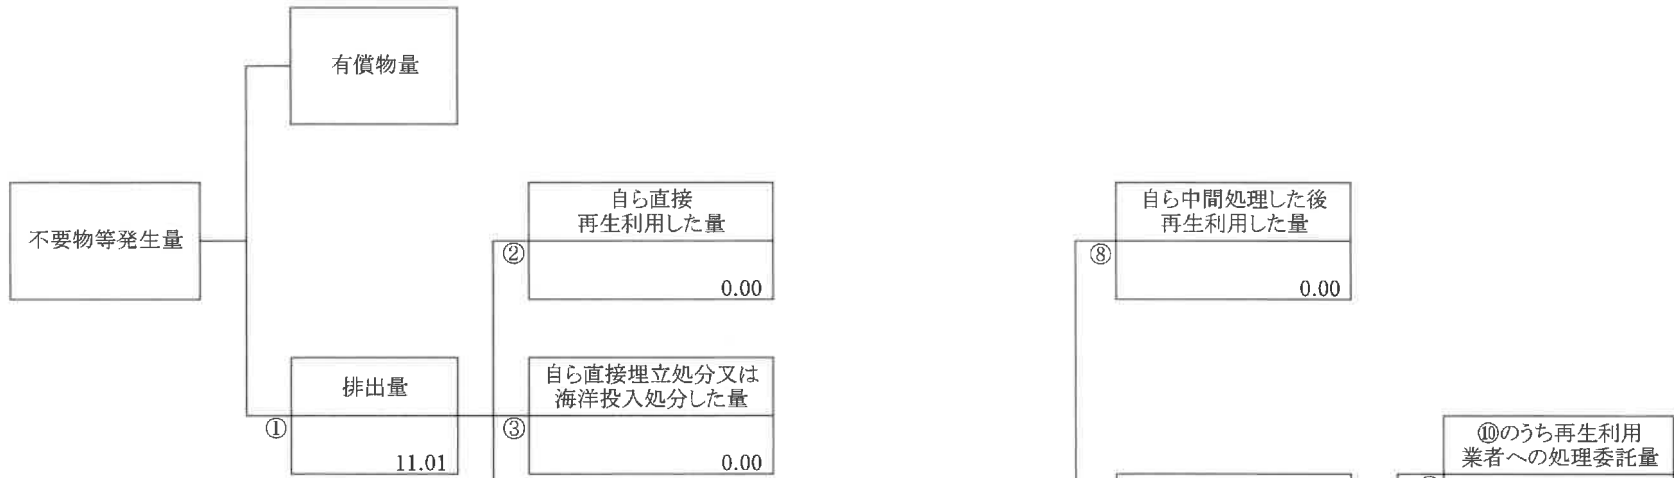 有償物量
不要物等発生量
自ら直接
再生利用した量
②
0.00
自ら中間処理した後
再生利用した量
⑧
0.00
排出量
①
11.01
自ら直接埋立処分又は
海洋投入処分した量
③
0.00
⑩のうち再生利用
業者への処理委託量